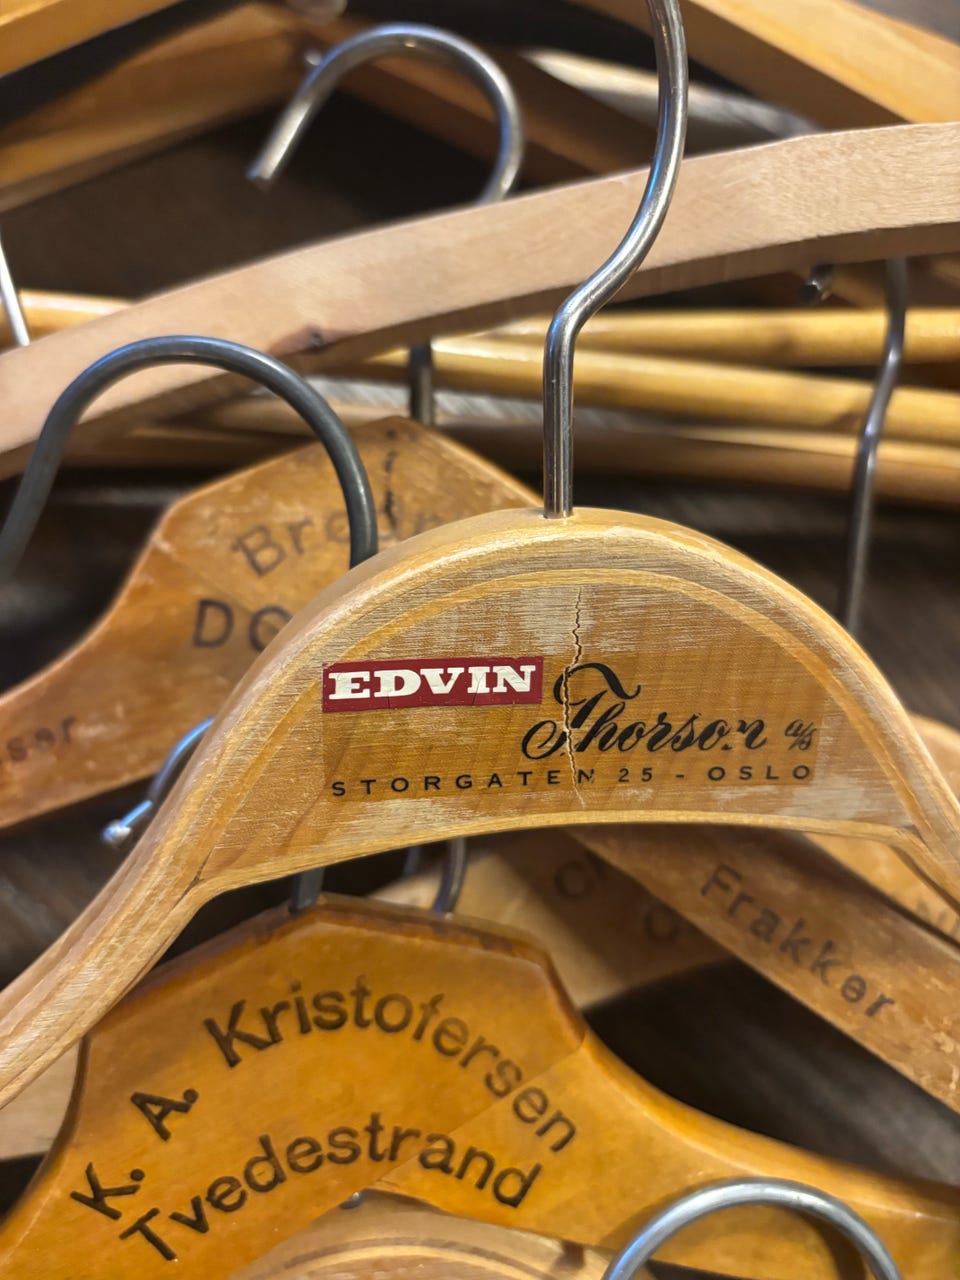 EDVIN Thorson A/S
STORGATEN 25 - OSLO
Frakker
K. A. Kristofersen
Tvedestrand